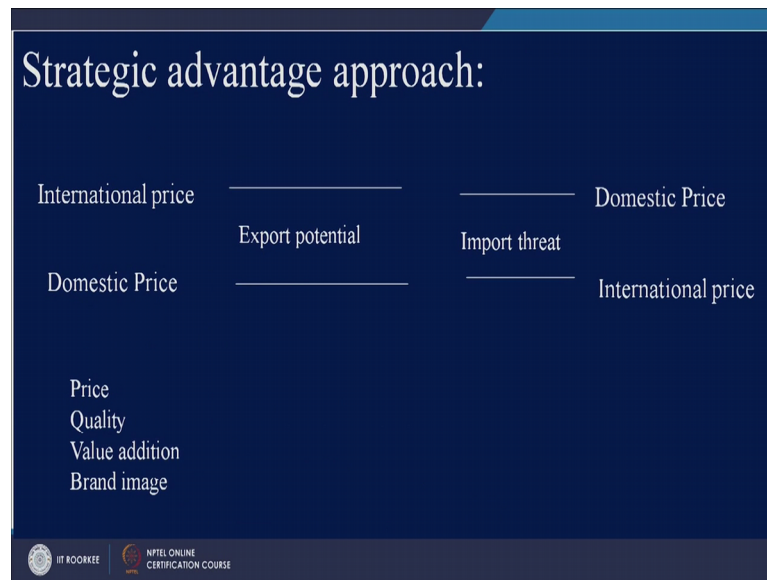 Strategic advantage approach:
International price
Domestic Price
Export potential
Import threat
Domestic Price
International price
Price
Quality
Value addition
Brand image
IIT ROORKEE
NPTEL
NPTEL ONLINE
CERTIFICATION COURSE